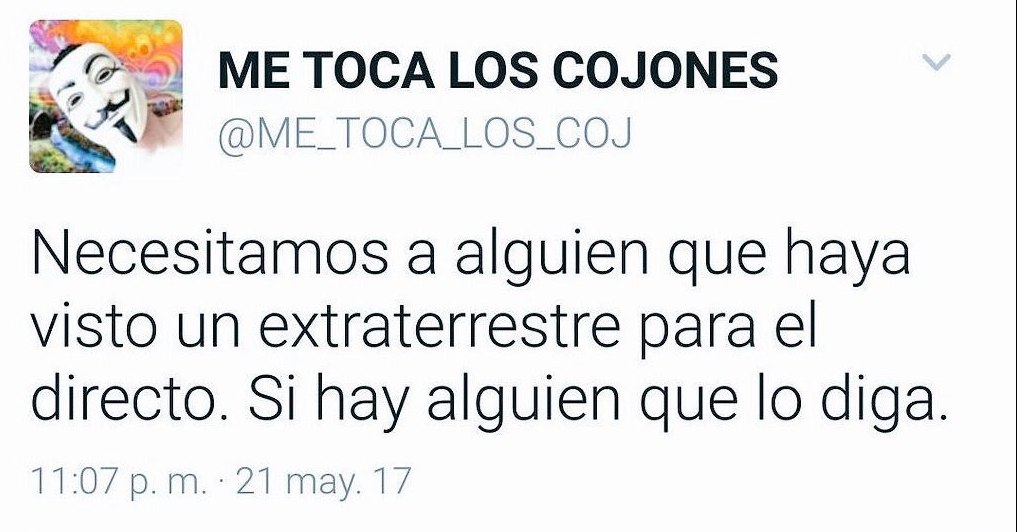 ME TOCA LOS COJONES
@ME_TOCA_LOS_COJ
Necesitamos a alguien que haya
visto un extraterrestre para el
directo. Si hay alguien que lo diga.
11:07 p. m. · 21 may. 17